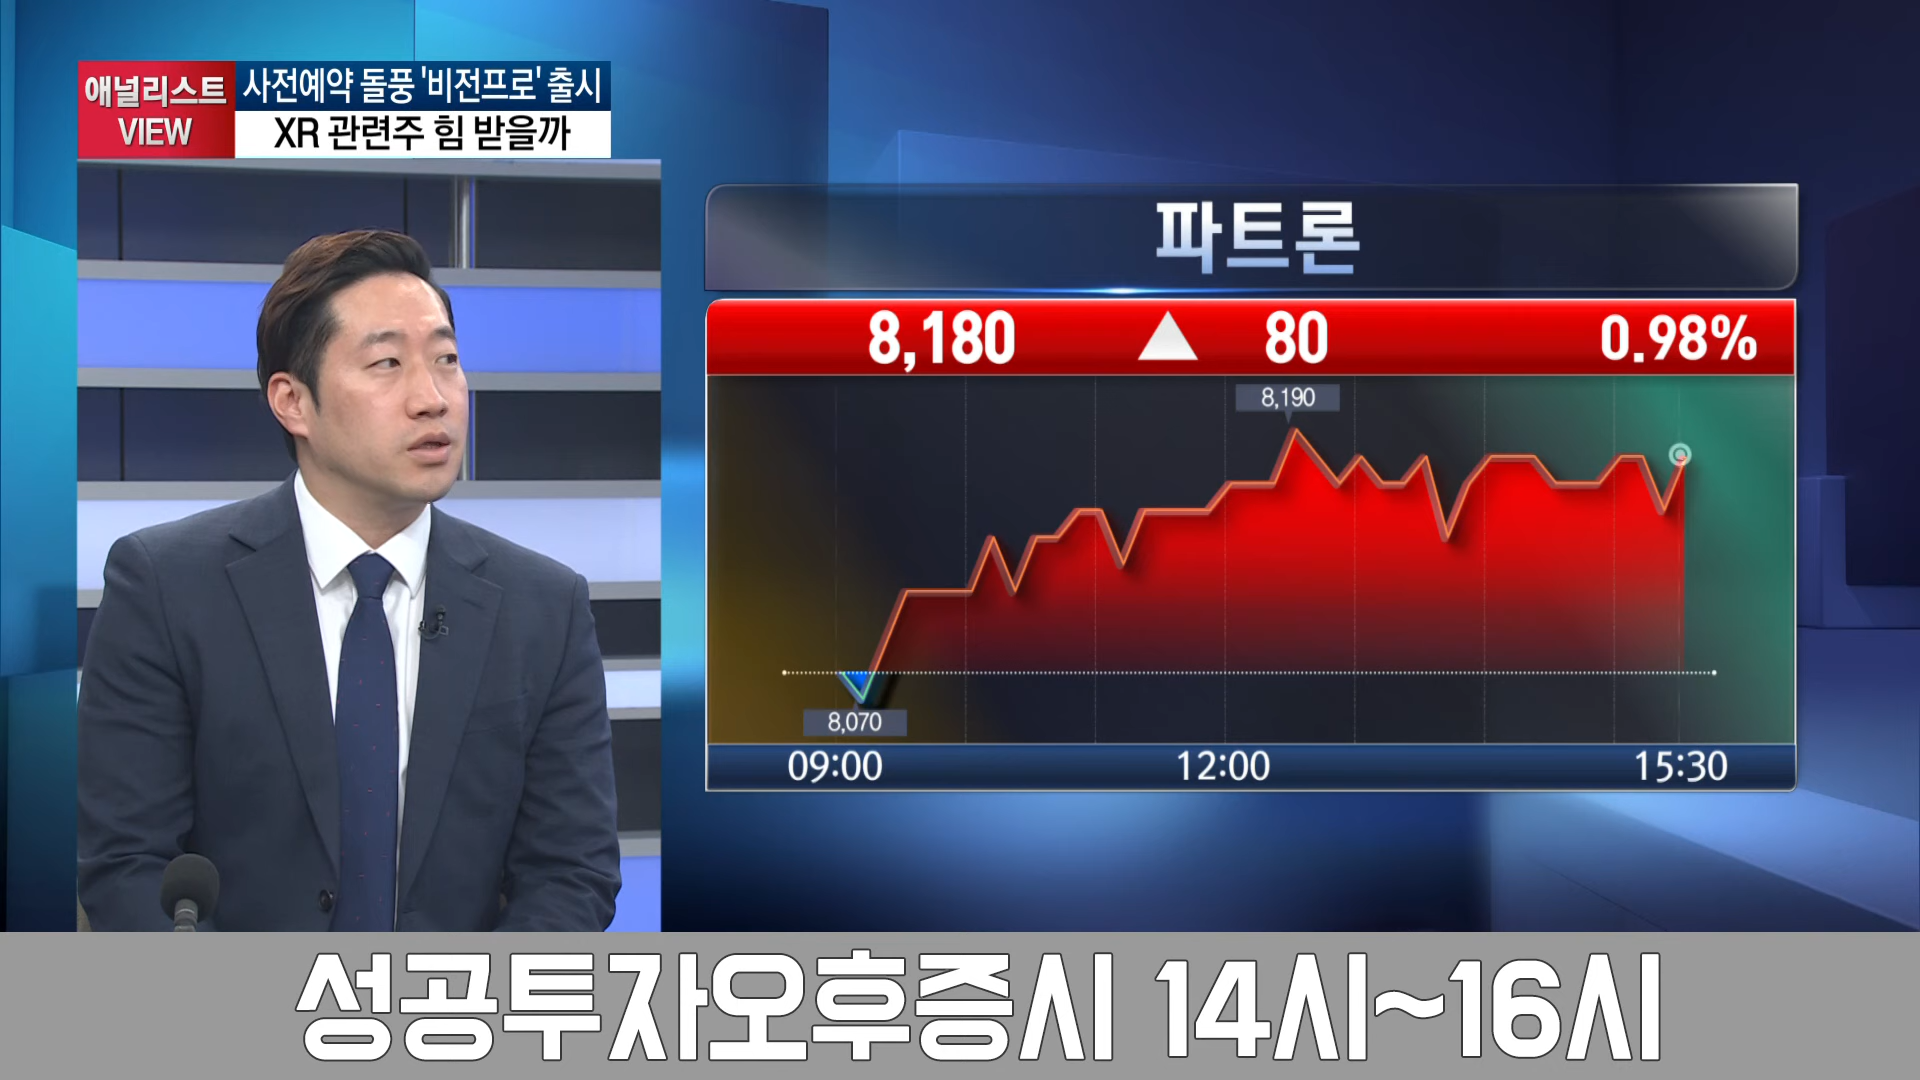 애널리스트
VIEW
사전예약 돌풍 '비전프로' 출시
XR 관련주 힘 받을까
파트론
8,180 ▲ 80 0.98%
8,190
8,070
09:00 12:00 15:30
성공투자오후증시 14시~16시